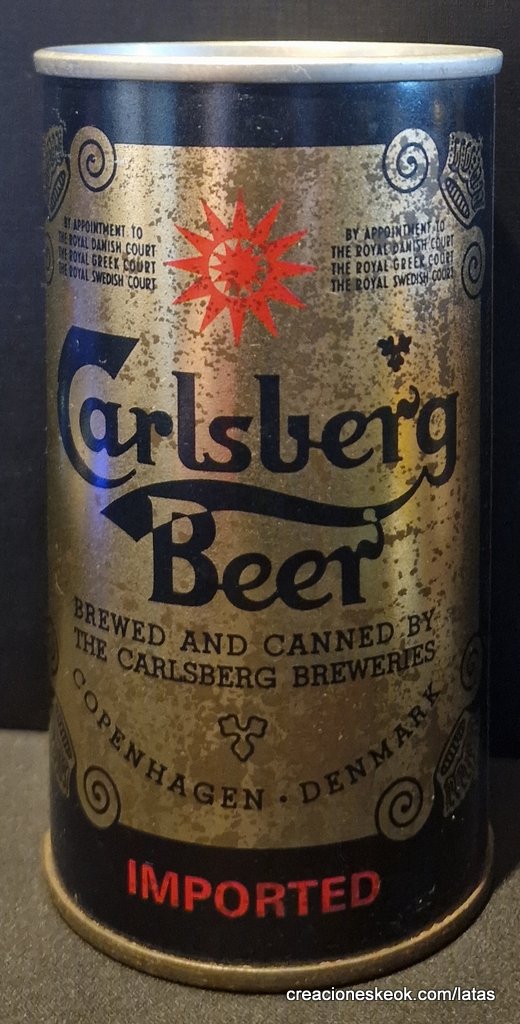 BY APPOINTMENT TO
THE ROYAL DANISH COURT
THE ROYAL GREEK COURT
THE ROYAL SWEDISH COURT
BY APPOINTMENT TO
THE ROYAL DANISH COURT
THE ROYAL GREEK COURT
THE ROYAL SWEDISH COURT
Carlsberg
Beer
BREWED AND CANNED BY
THE CARLSBERG BREWERIES
COPENHAGEN · DENMARK
IMPORTED
creacioneskeok.com/latas